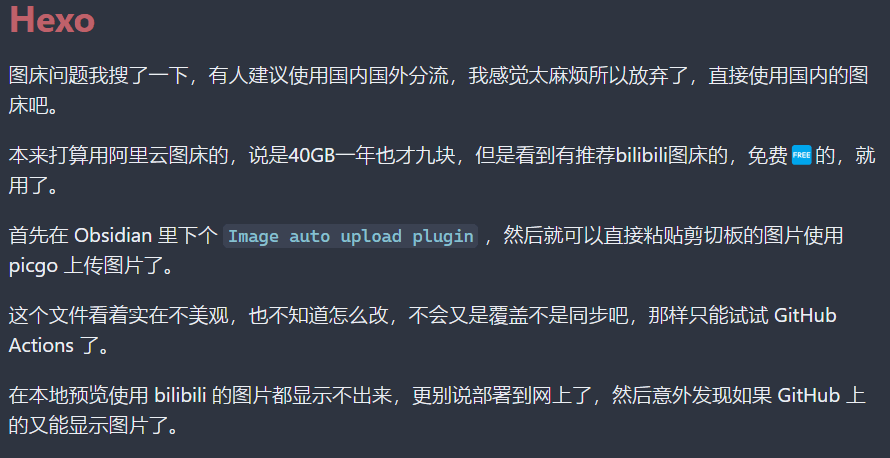 Hexo
图床问题我搜了一下，有人建议使用国内国外分流，我感觉太麻烦所以放弃了，直接使用国内的图
床吧。
本来打算用阿里云图床的，说是40GB一年也才九块，但是看到有推荐bilibili图床的，免费🆓的，就
用了。
首先在 Obsidian 里下个 Image auto upload plugin ，然后就可以直接粘贴剪切板的图片使用
picgo 上传图片了。
这个文件看着实在不美观，也不知道怎么改，不会又是覆盖不是同步吧，那样只能试试 GitHub
Actions 了。
在本地预览使用 bilibili 的图片都显示不出来，更别说部署到网上了，然后意外发现如果 GitHub 上
的又能显示图片了。